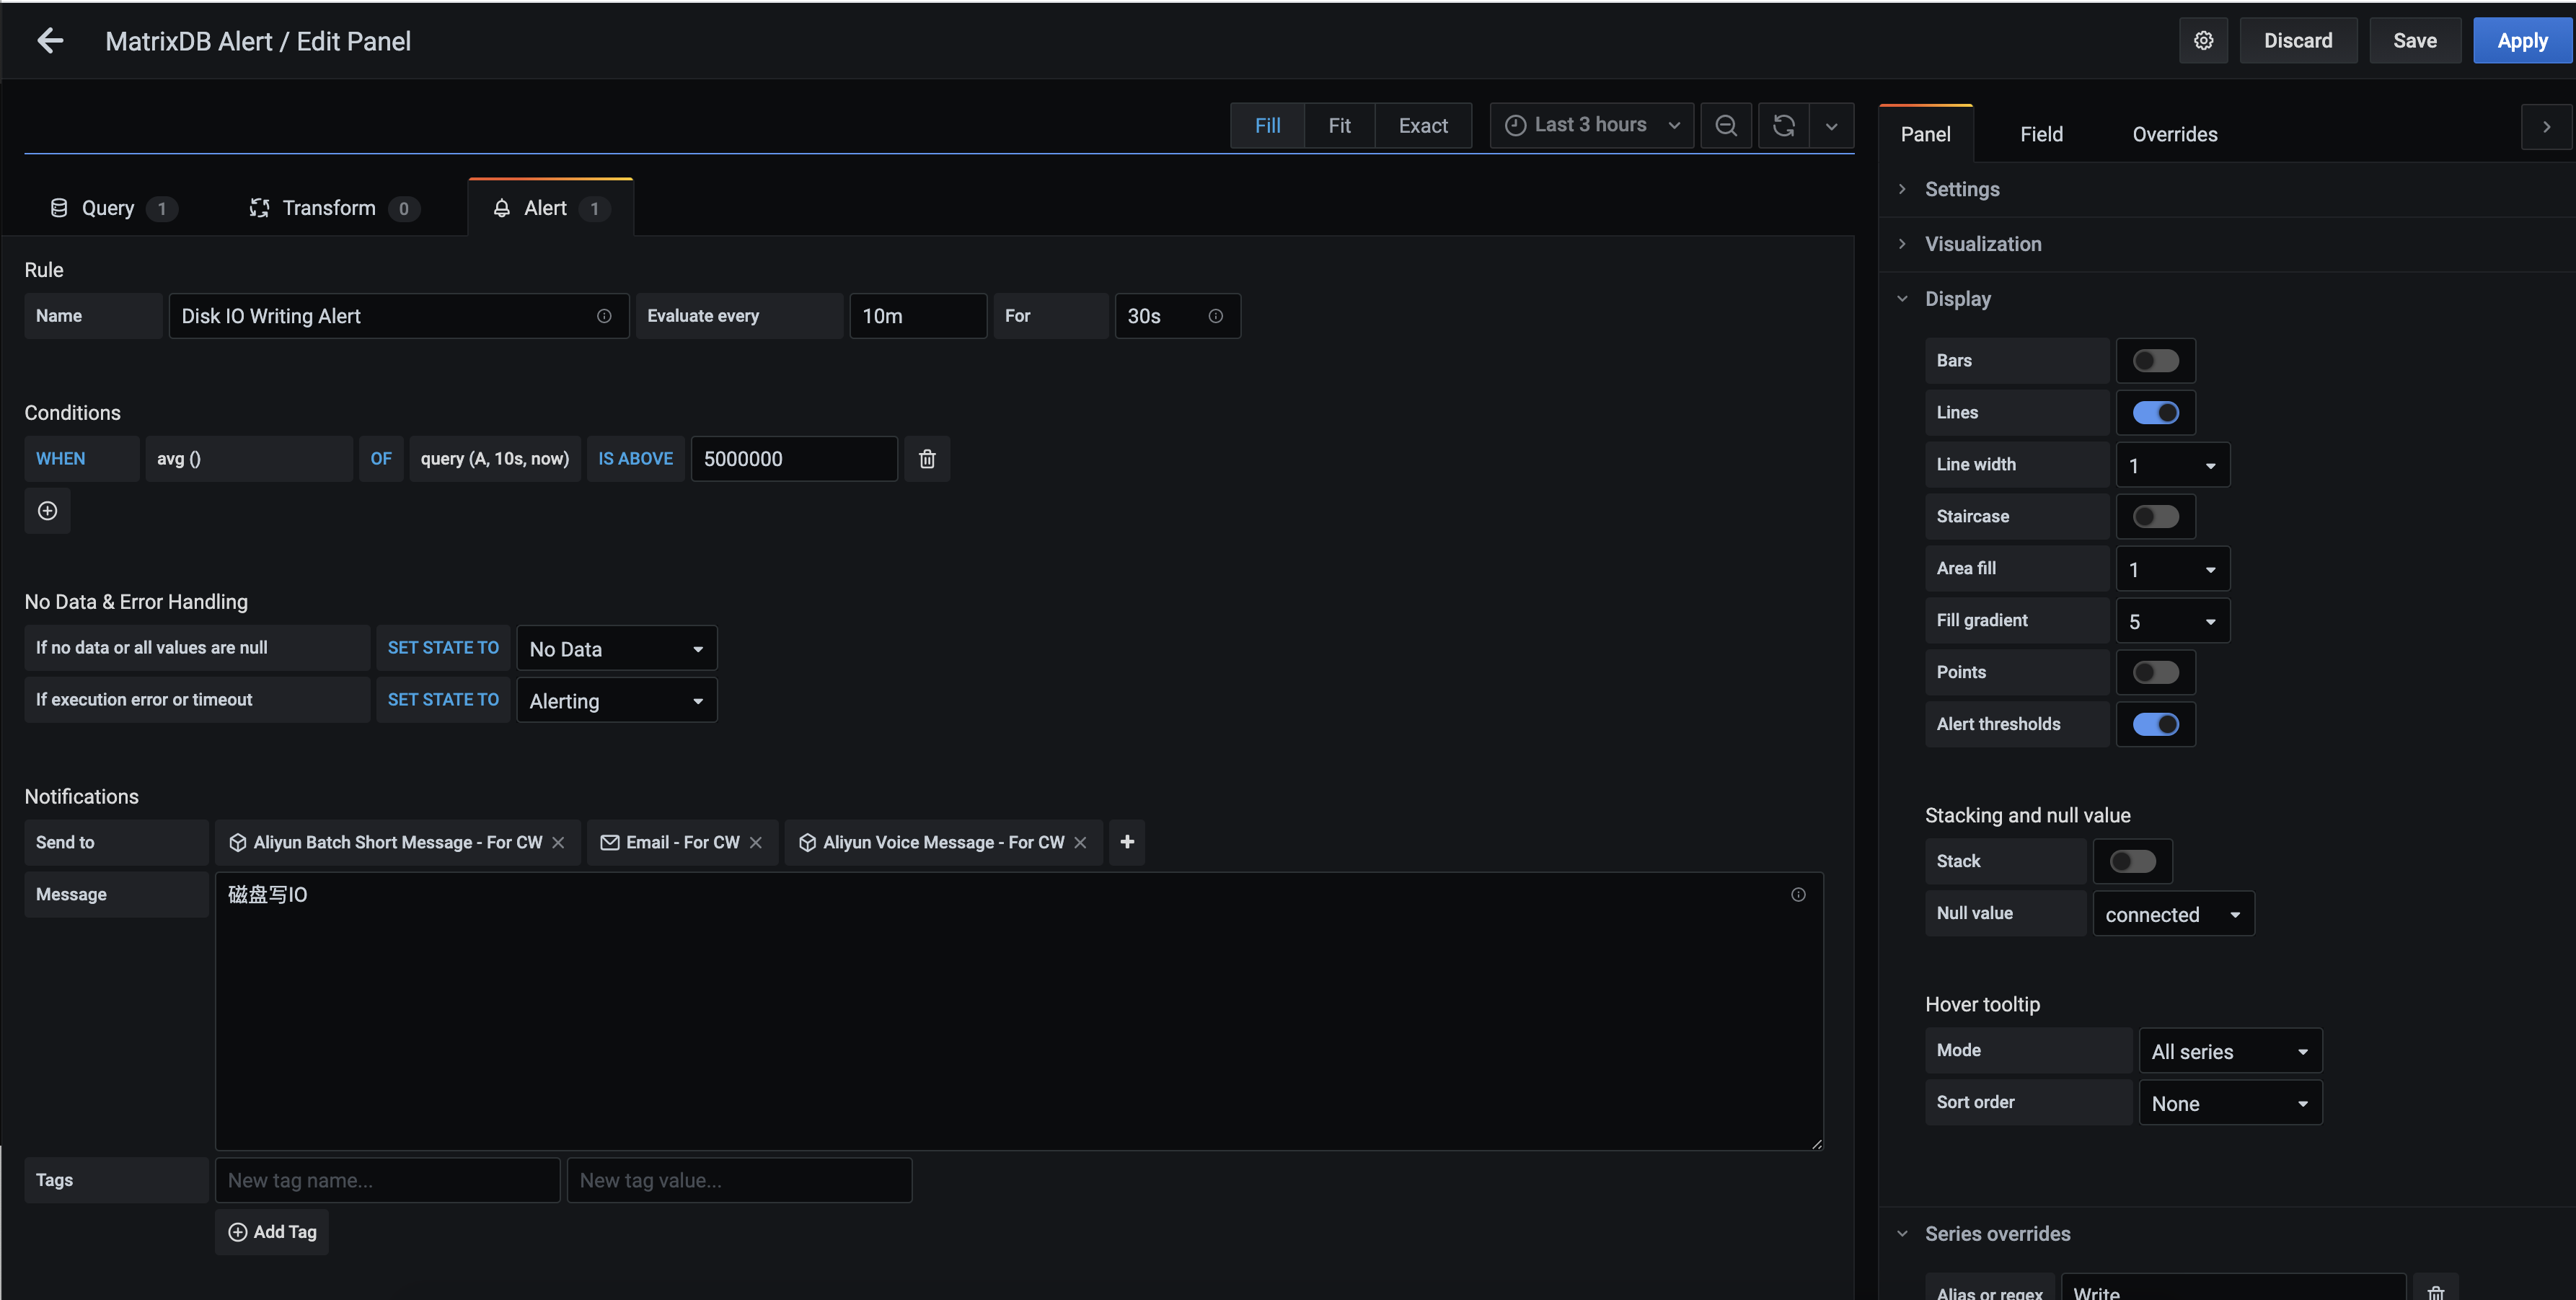 MatrixDB Alert / Edit Panel
Discard
Save
Apply
Fill
Fit
Exact
Last 3 hours
Panel
Field
Overrides
Query 1
Transform 0
Alert 1
Rule
Name
Disk IO Writing Alert
Evaluate every
10m
For
30s
Conditions
WHEN
avg ()
OF
query (A, 10s, now)
IS ABOVE
5000000
No Data & Error Handling
If no data or all values are null
SET STATE TO
No Data
If execution error or timeout
SET STATE TO
Alerting
Notifications
Send to
Aliyun Batch Short Message - For CW
Email - For CW
Aliyun Voice Message - For CW
Message
磁盘写IO
Tags
New tag name...
New tag value...
Add Tag
Settings
Visualization
Display
Bars
Lines
Line width
1
Staircase
Area fill
1
Fill gradient
5
Points
Alert thresholds
Stacking and null value
Stack
Null value
connected
Hover tooltip
Mode
All series
Sort order
None
Series overrides
Alias or regex
Write